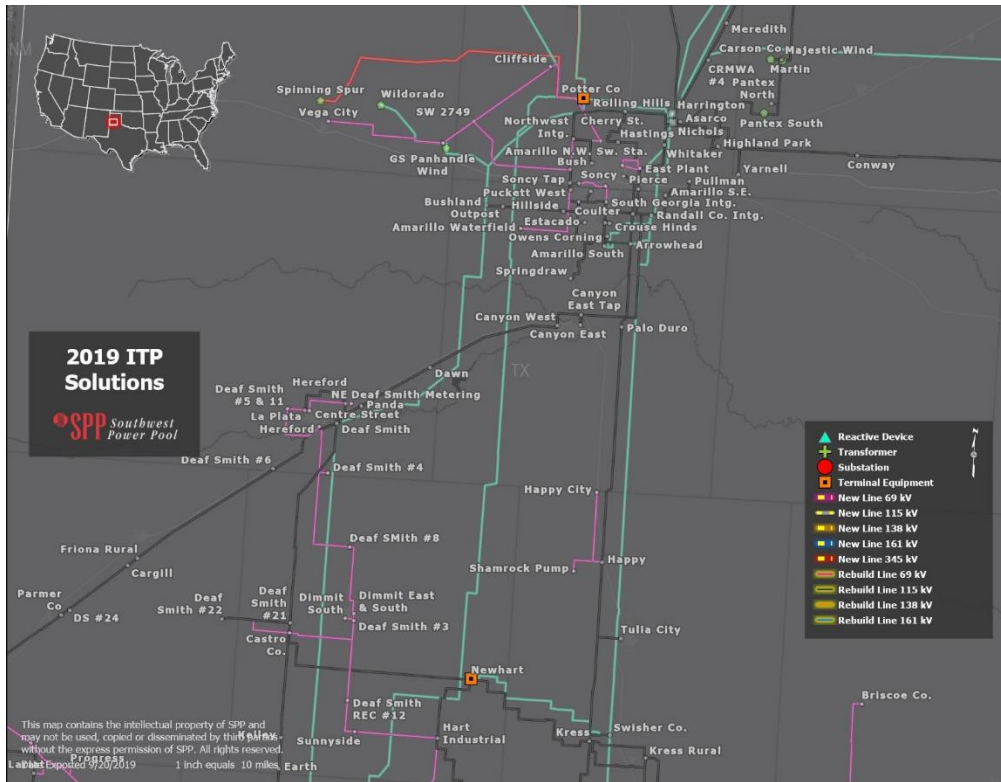 NM
Spinning Spur
Wildorado
Vega City
SW 2749
GS Panhandle
Wind
Cliffside
Potter Co
Rolling Hills
Northwest
Intg.
Cherry St.
Hastings
Amarillo N.W. Sw. Sta.
Bush
Meredith
Carson Co.
Majestic Wind
CRMWA
#4
Martin
Pantex
North
Harrington
Pantex South
Asarco
Nichols
Highland Park
Whitaker
Conway
East Plant
Yarnell
Soncy Tap
Soncy
Pierce
Pullman
Puckett West
Amarillo S.E.
Bushland
Hillside
South Georgia Intg.
Outpost
Coulter
Randall Co. Intg.
Amarillo Waterfield
Estacado
Crouse Hinds
Owens Corning
Arrowhead
Amarillo South
Springdraw
Canyon
East Tap
Canyon West
Canyon East
Palo Duro
TX
2019 ITP
Solutions
SPP Southwest
Power Pool
Dawn
Hereford
NE Deaf Smith Metering
Deaf Smith
#5 & 11
Panda
La Plata
Centre Street
Hereford
Deaf Smith
Deaf Smith #6
Deaf Smith #4
Happy City
Deaf SMith #8
Friona Rural
Cargill
Shamrock Pump
Happy
Parmer
Co
DS #24
Deaf
Smith #22
Deaf
Smith
#21
Dimmit
South
Dimmit East
& South
Deaf Smith #3
Castro
Co.
Tulia City
Newhart
Deaf Smith
REC #12
Briscoe Co.
Kelley
Sunnyside
Hart
Industrial
Kress
Swisher Co.
Kress Rural
Earth
Progress
N
Reactive Device
Transformer
Substation
Terminal Equipment
New Line 69 kV
New Line 115 kV
New Line 138 kV
New Line 161 kV
New Line 345 kV
Rebuild Line 69 kV
Rebuild Line 115 kV
Rebuild Line 138 kV
Rebuild Line 161 kV
This map contains the intellectual property of SPP and
may not be used, copied or disseminated by third parties
without the express permission of SPP. All rights reserved.
Date Exported 9/20/2019 1 inch equals 10 miles